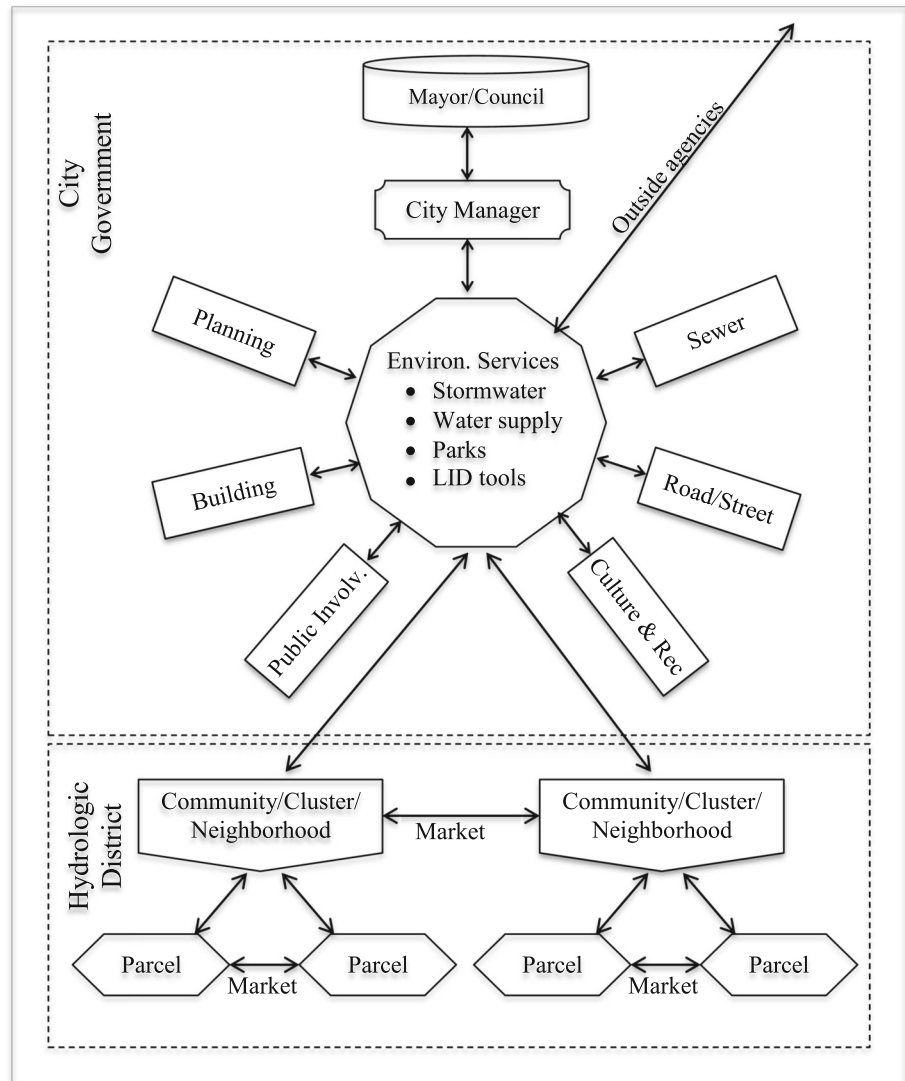 City
Government
Mayor/Council
City Manager
Outside agencies
Planning
Sewer
Environ. Services
• Stormwater
• Water supply
• Parks
• LID tools
Building
Road/Street
Public Involv.
Culture & Rec
Hydrologic
District
Community/Cluster/
Neighborhood
Market
Community/Cluster/
Neighborhood
Parcel
Market
Parcel
Parcel
Market
Parcel